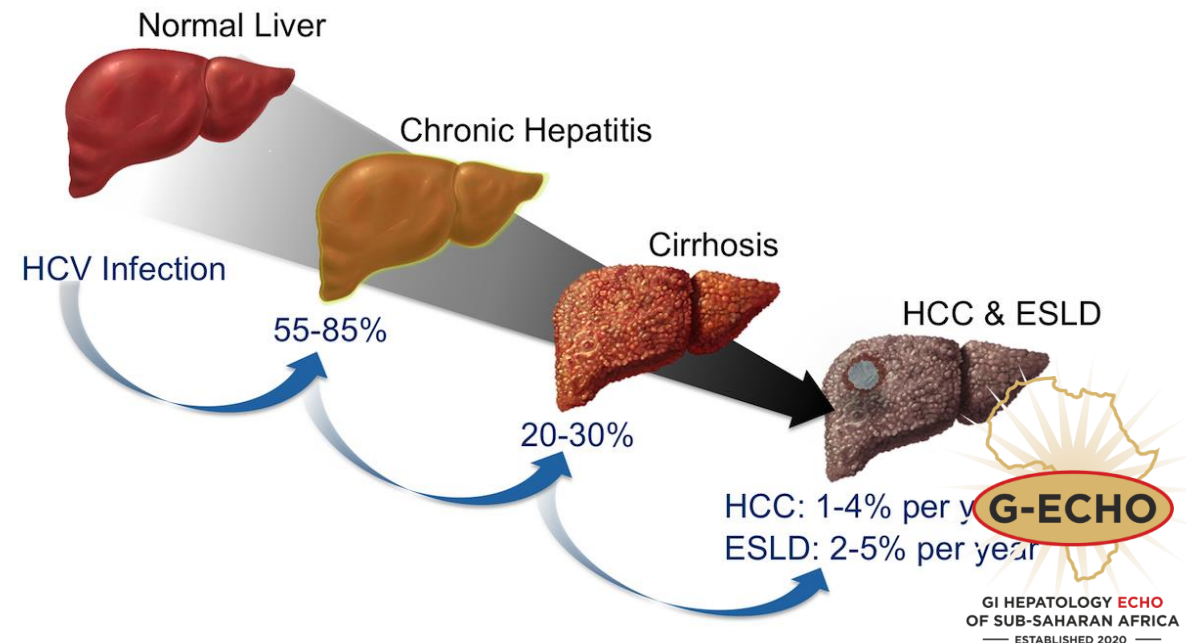 Normal Liver
Chronic Hepatitis
Cirrhosis
HCV Infection
HCC & ESLD
55-85%
20-30%
HCC: 1-4% per y
G-ECHO
ESLD: 2-5% per year
GI HEPATOLOGY ECHO
OF SUB-SAHARAN AFRICA
ESTABLISHED 2020